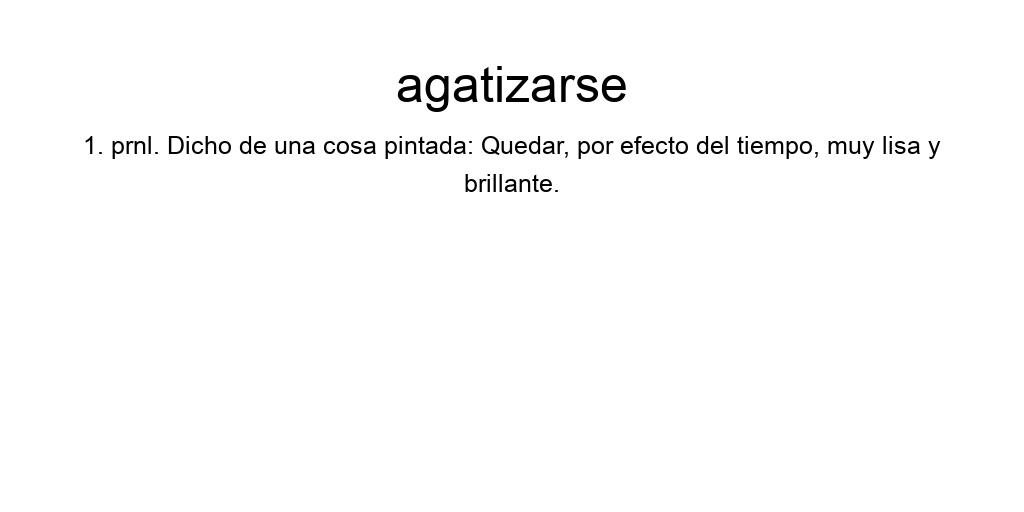 agatizarse
1. prnl. Dicho de una cosa pintada: Quedar, por efecto del tiempo, muy lisa y
brillante.